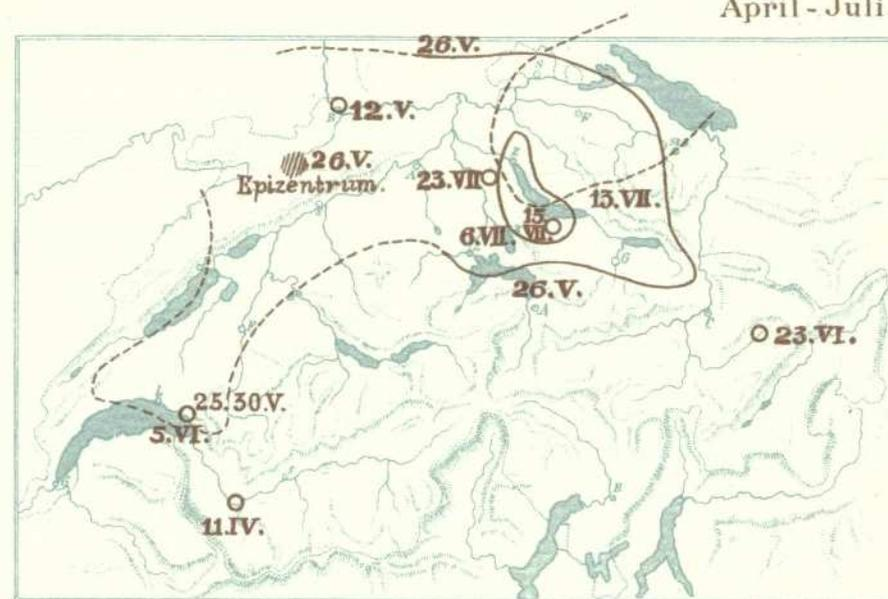 April - Juli
26.V.
12.V.
26.V.
Epizentrum.
23.VII
13.VII.
15.
VII.
6.VII.
26.V.
23.VI.
25.30.V.
5.VI.
11.IV.
A